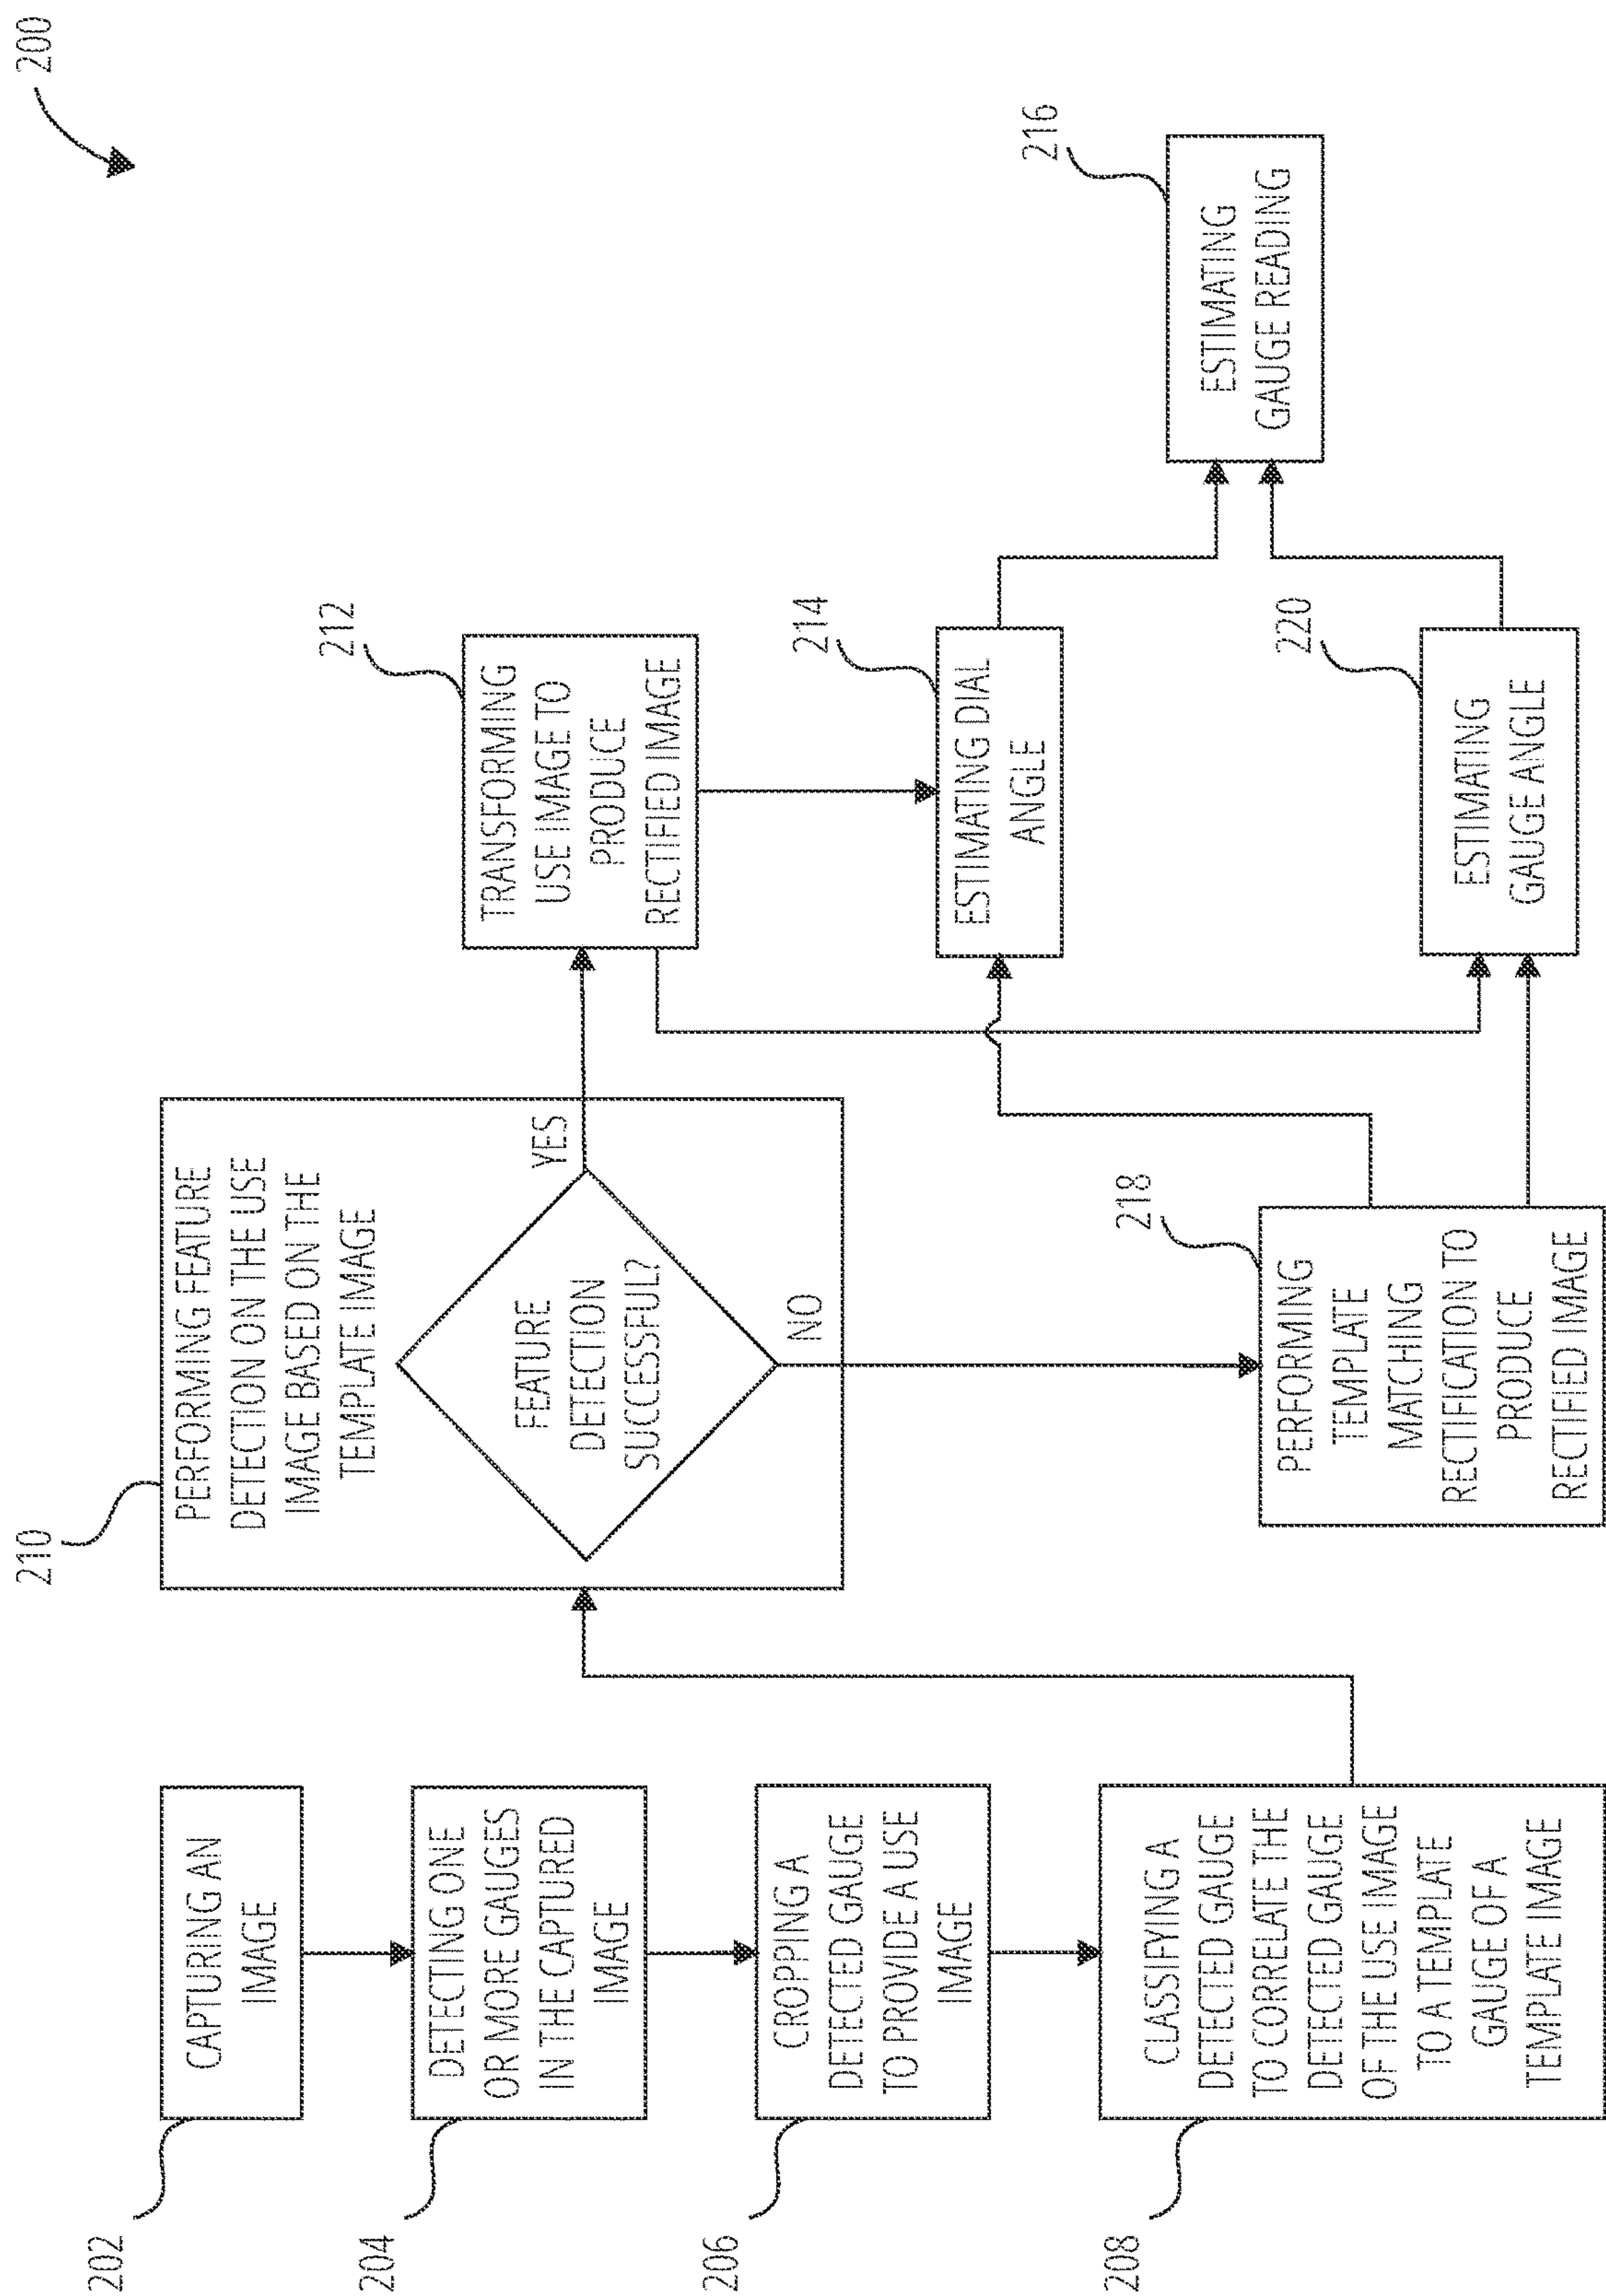 200
202
CAPTURING AN
IMAGE
204
DETECTING ONE
OR MORE GAUGES
IN THE CAPTURED
IMAGE
206
CROPPING A
DETECTED GAUGE
TO PROVIDE A USE
IMAGE
208
CLASSIFYING A
DETECTED GAUGE
TO CORRELATE THE
DETECTED GAUGE
OF THE USE IMAGE
TO A TEMPLATE
GAUGE OF A
TEMPLATE IMAGE
210
PERFORMING FEATURE
DETECTION ON THE USE
IMAGE BASED ON THE
TEMPLATE IMAGE
FEATURE
DETECTION
SUCCESSFUL?
YES
NO
212
TRANSFORMING
USE IMAGE TO
PRODUCE
RECTIFIED IMAGE
214
ESTIMATING DIAL
ANGLE
216
ESTIMATING
GAUGE READING
218
PERFORMING
TEMPLATE
MATCHING
RECTIFICATION TO
PRODUCE
RECTIFIED IMAGE
220
ESTIMATING
GAUGE ANGLE